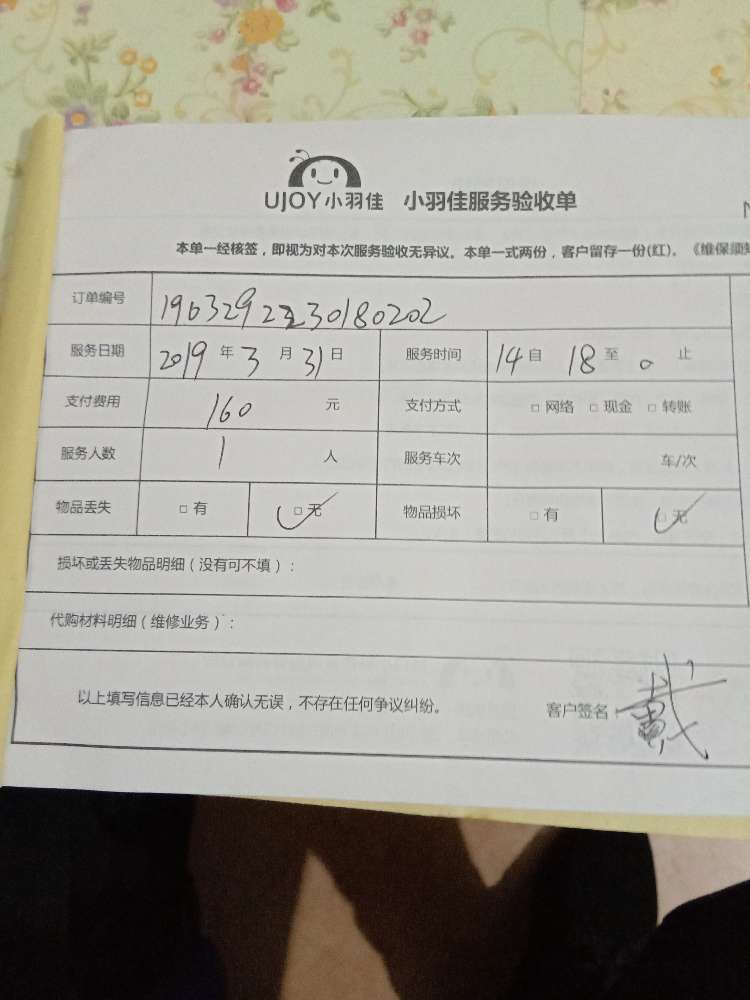 UJOY小羽佳 小羽佳服务验收单
N
本单一经核签，即视为对本次服务验收无异议。本单一式两份，客户留存一份(红)。《维保须知
订单编号
服务日期 2019 年 3 月 31 日 服务时间 14 自 18 至 0 止
支付费用 160 元 支付方式 □ 网络 □ 现金 □ 转账
服务人数 1 人 服务车次 车/次
物品丢失 □ 有 □ 无 物品损坏 □ 有 □ 无
损坏或丢失物品明细（没有可不填）：
代购材料明细（维修业务）：
以上填写信息已经本人确认无误，不存在任何争议纠纷。 客户签名： 戴